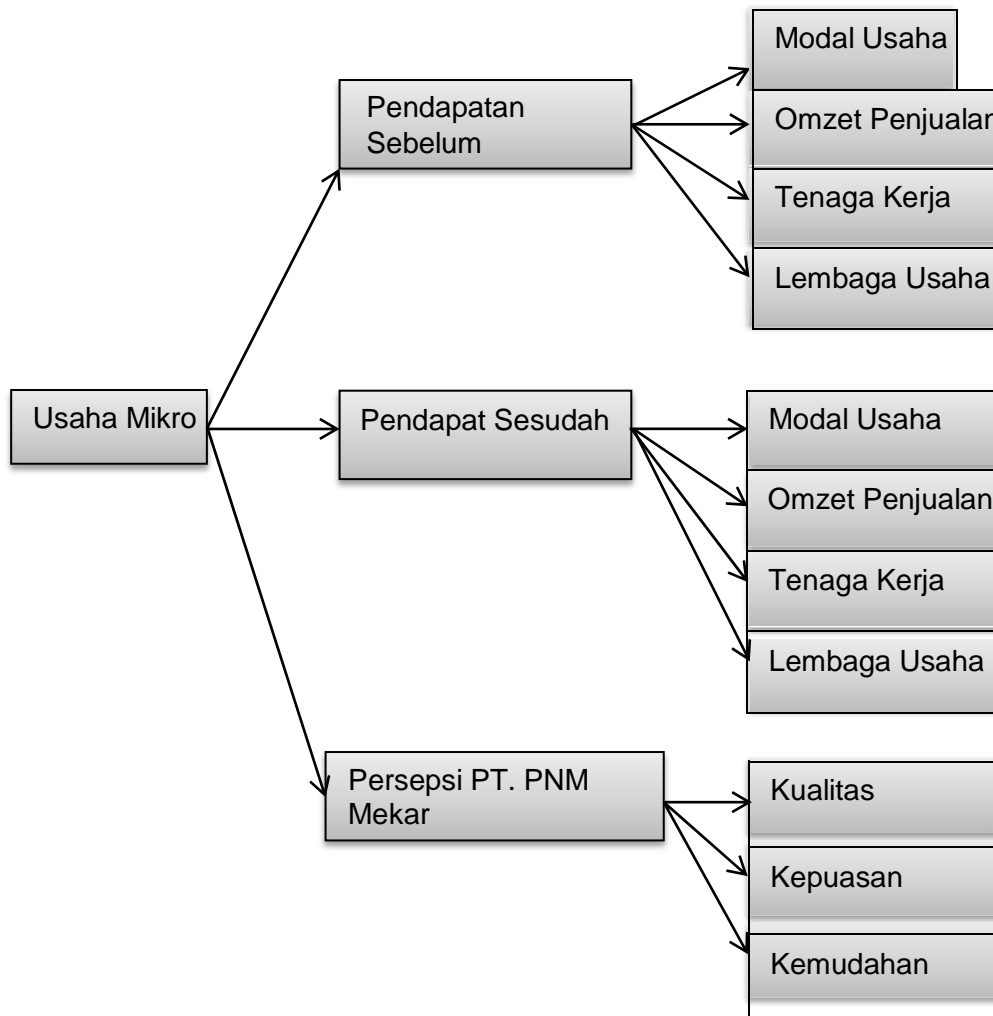 Modal Usaha
Pendapatan
Sebelum
Omzet Penjualan
Tenaga Kerja
Lembaga Usaha
Usaha Mikro
Pendapat Sesudah
Modal Usaha
Omzet Penjualan
Tenaga Kerja
Lembaga Usaha
Persepsi PT. PNM
Mekar
Kualitas
Kepuasan
Kemudahan